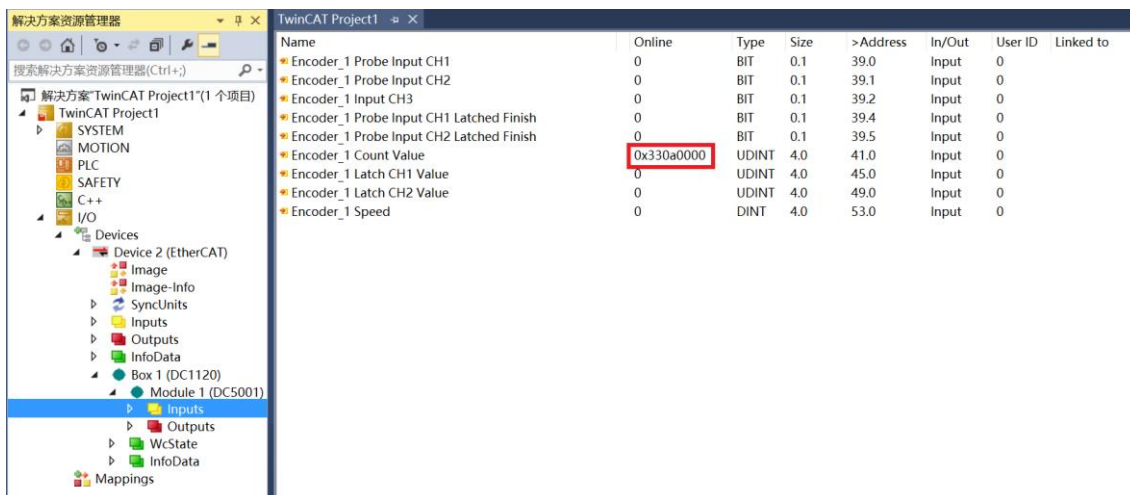 解决方案资源管理器
搜索解决方案资源管理器(Ctrl+;)
解决方案"TwinCAT Project1"(1 个项目)
TwinCAT Project1
SYSTEM
MOTION
PLC
SAFETY
C++
I/O
Devices
Device 2 (EtherCAT)
Image
Image-Info
SyncUnits
Inputs
Outputs
InfoData
Box 1 (DC1120)
Module 1 (DC5001)
Inputs
Outputs
WcState
InfoData
Mappings
TwinCAT Project1
Name Online Type Size >Address In/Out User ID Linked to
Encoder_1 Probe Input CH1 0 BIT 0.1 39.0 Input 0
Encoder_1 Probe Input CH2 0 BIT 0.1 39.1 Input 0
Encoder_1 Input CH3 0 BIT 0.1 39.2 Input 0
Encoder_1 Probe Input CH1 Latched Finish 0 BIT 0.1 39.4 Input 0
Encoder_1 Probe Input CH2 Latched Finish 0 BIT 0.1 39.5 Input 0
Encoder_1 Count Value 0x330a0000 UDINT 4.0 41.0 Input 0
Encoder_1 Latch CH1 Value 0 UDINT 4.0 45.0 Input 0
Encoder_1 Latch CH2 Value 0 UDINT 4.0 49.0 Input 0
Encoder_1 Speed 0 DINT 4.0 53.0 Input 0